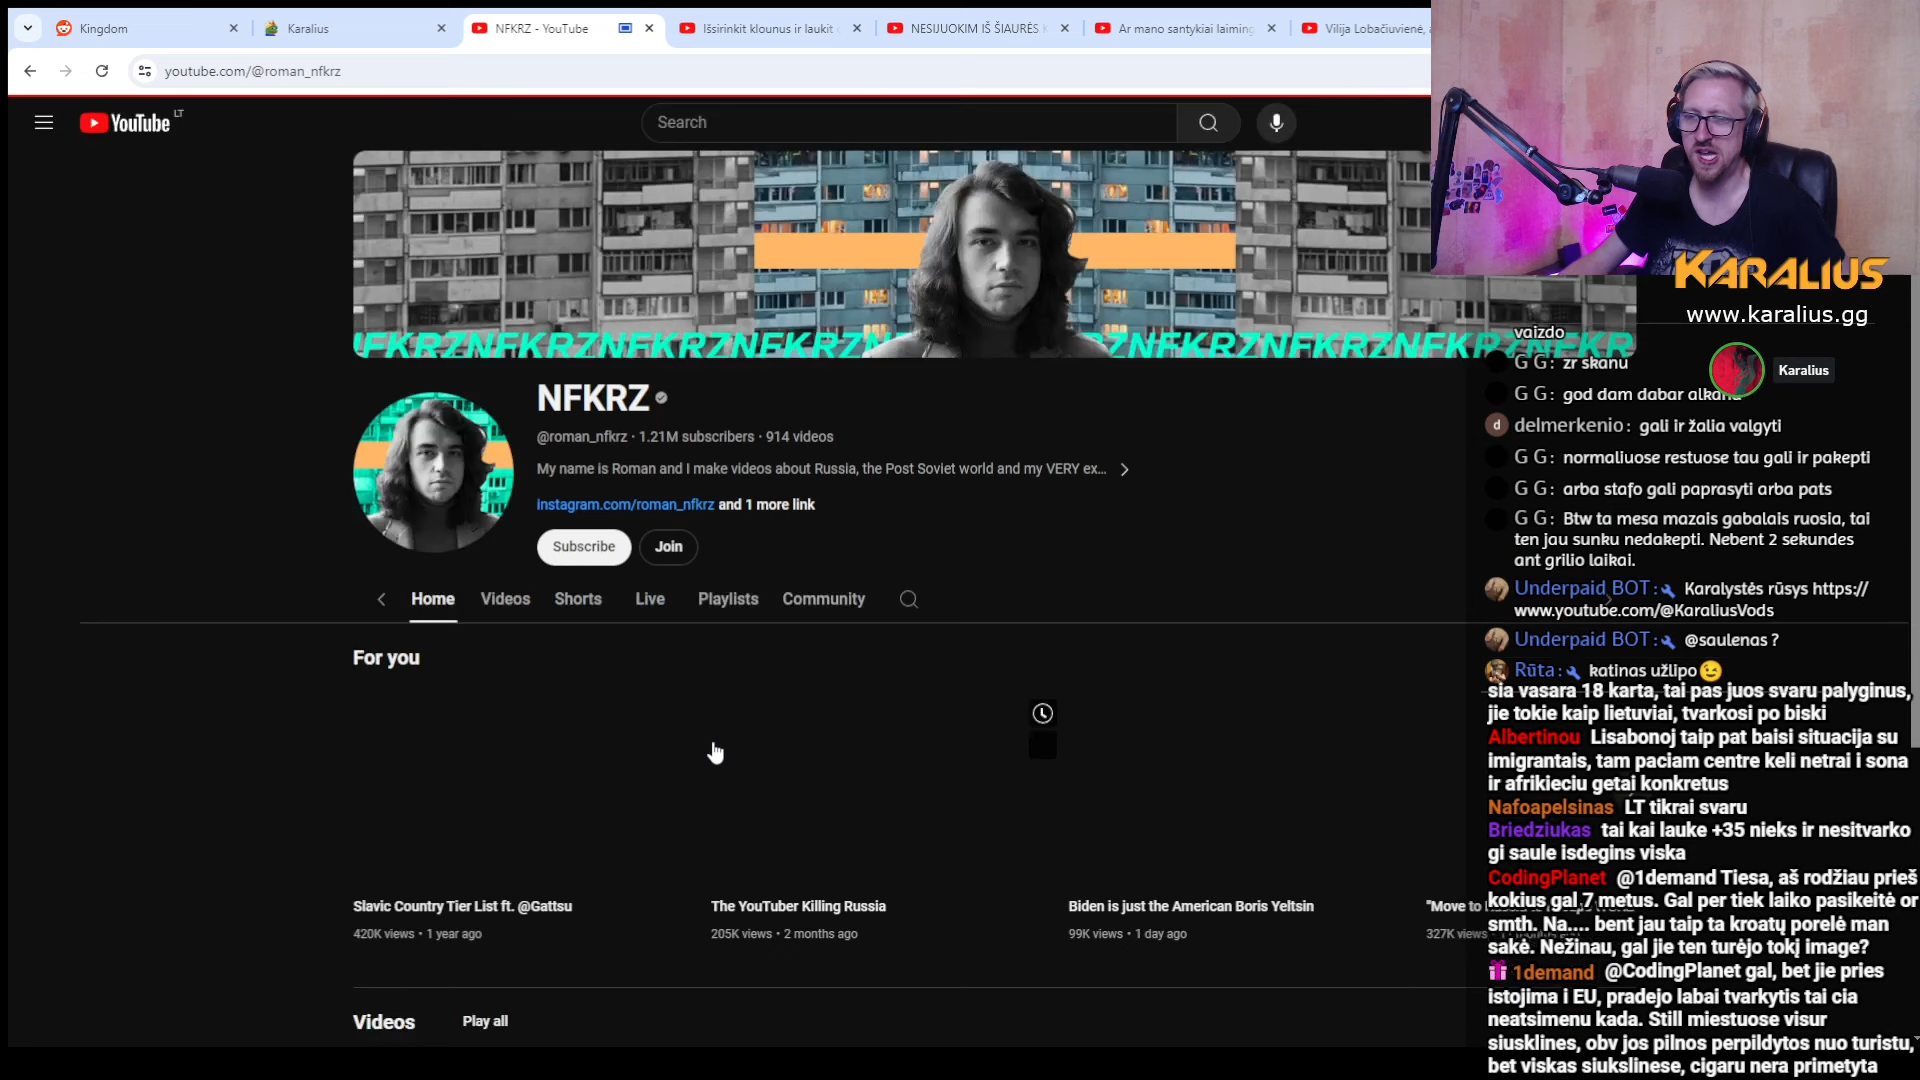 Kingdom
Karalius
NFKRZ - YouTube
Išsirinkit klounus ir laukit
NESIJUOKIM IŠ ŠIAURĖS
Ar mano santykiai laiming
Vilija Lobačiuvienė,
youtube.com/@roman_nfkrz
YouTube LT
Search
NFKRZNFKRZNFKRZNFKRZN
ZNFKRZNFKRZNFKRZNFKR
NFKRZ
@roman_nfkrz · 1.21M subscribers · 914 videos
My name is Roman and I make videos about Russia, the Post Soviet world and my VERY ex...
instagram.com/roman_nfkrz and 1 more link
Subscribe
Join
Home
Videos
Shorts
Live
Playlists
Community
For you
Slavic Country Tier List ft. @Gattsu
420K views • 1 year ago
The YouTuber Killing Russia
205K views • 2 months ago
Biden is just the American Boris Yeltsin
99K views • 1 day ago
"Move to
327K views
Videos
Play all
KARALIUS
www.karalius.gg
Karalius
vaizdo
G G: zr skanu
G G: god dam dabar
d delmerkenio: gali ir žalia valgyti
G G: normaliuose restuose tau gali ir pakepti
G G: arba stafo gali paprasyti arba pats
G G: Btw ta mesa mazais gabalais ruosia, tai
ten jau sunku nedakepti. Nebent 2 sekundes
ant grilio laikai.
Underpaid BOT: Karalystės rūsys https://
www.youtube.com/@KaraliusVods
Underpaid BOT: @saulenas ?
Rūta: katinas užlipo😉
sia vasara 18 karta, tai pas juos svaru palyginus,
jie tokie kaip lietuviai, tvarkosi po biski
Albertinou Lisabonoj taip pat baisi situacija su
imigrantais, tam paciam centre keli netrai i sona
ir afrikieciu getai konkretus
Nafoapelsinas LT tikrai svaru
Briedziukas tai kai lauke +35 nieks ir nesitvarko
gi saule isdegins viska
CodingPlanet @1demand Tiesa, aš rodžiau prieš
kokius gal 7 metus. Gal per tiek laiko pasikeitė or
smth. Na.... bent jau taip ta kroatų porelė man
sakė. Nežinau, gal jie ten turėjo tokį image?
1demand @CodingPlanet gal, bet jie pries
istojima i EU, pradejo labai tvarkytis tai cia
neatsimenu kada. Still miestuose visur
siusklines, obv jos pilnos perpildytos nuo turistu,
bet viskas siukslinese, cigaru nera primetyta